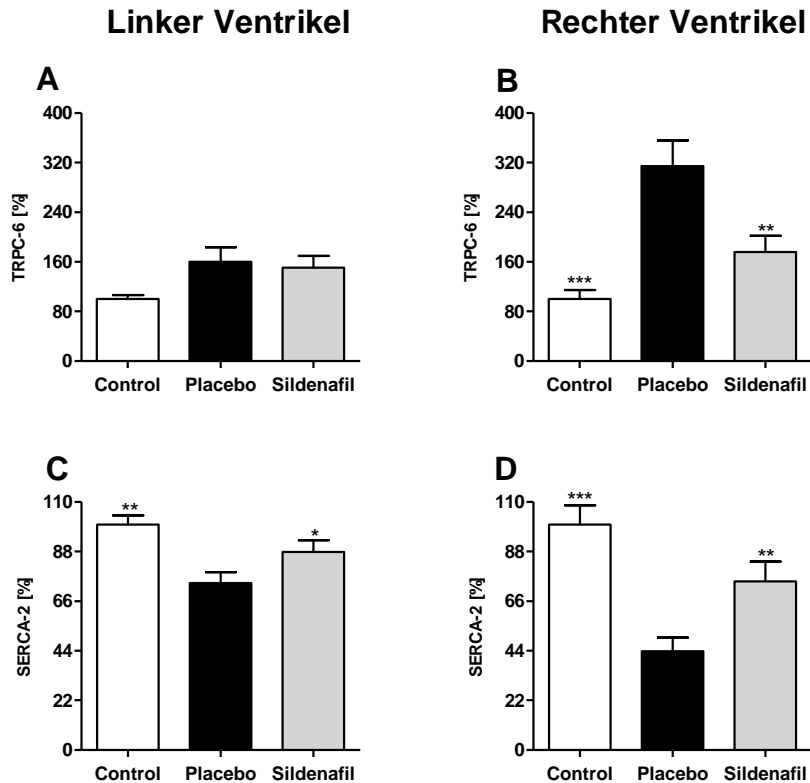 Linker Ventrikel
Rechter Ventrikel
A
400
320
240
160
80
0
TRPC-6 [%]
Control Placebo Sildenafil
B
400
320
240
160
80
0
TRPC-6 [%]
***
**
Control Placebo Sildenafil
C
110
88
66
44
22
0
SERCA-2 [%]
**
*
Control Placebo Sildenafil
D
110
88
66
44
22
0
SERCA-2 [%]
***
**
Control Placebo Sildenafil